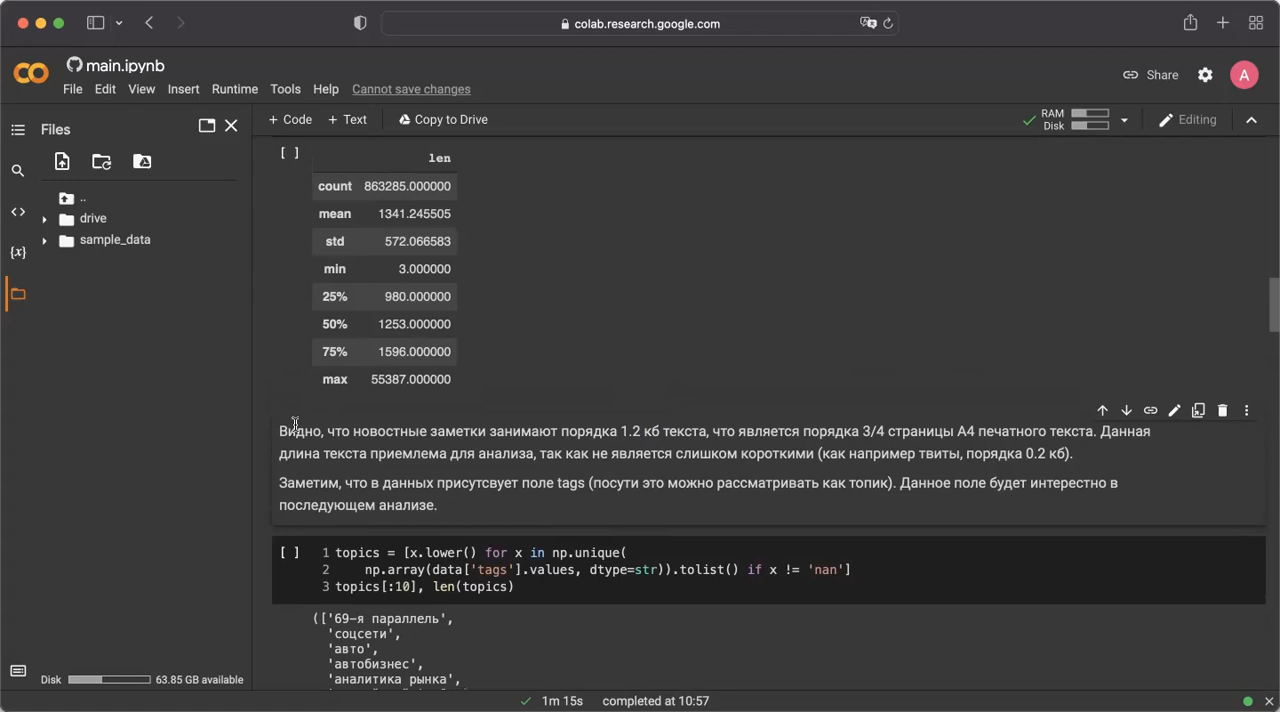 colab.research.google.com
main.ipynb
File Edit View Insert Runtime Tools Help Cannot save changes
Share
A
Files
+ Code + Text Copy to Drive
RAM
Disk
Editing
..
drive
sample_data
{x}
<>
[ ]
len
count 863285.000000
mean 1341.245505
std 572.066583
min 3.000000
25% 980.000000
50% 1253.000000
75% 1596.000000
max 55387.000000
Видно, что новостные заметки занимают порядка 1.2 кб текста, что является порядка 3/4 страницы А4 печатного текста. Данная
длина текста приемлема для анализа, так как не является слишком короткими (как например твиты, порядка 0.2 кб).
Заметим, что в данных присутсвует поле tags (посути это можно рассматривать как топик). Данное поле будет интерестно в
последующем анализе.
[ ] 1 topics = [x.lower() for x in np.unique(
2 np.array(data['tags'].values, dtype=str)).tolist() if x != 'nan']
3 topics[:10], len(topics)
(['69-я параллель',
'соцсети',
'авто',
'автобизнес',
'аналитика рынка',
Disk 63.85 GB available
1m 15s completed at 10:57